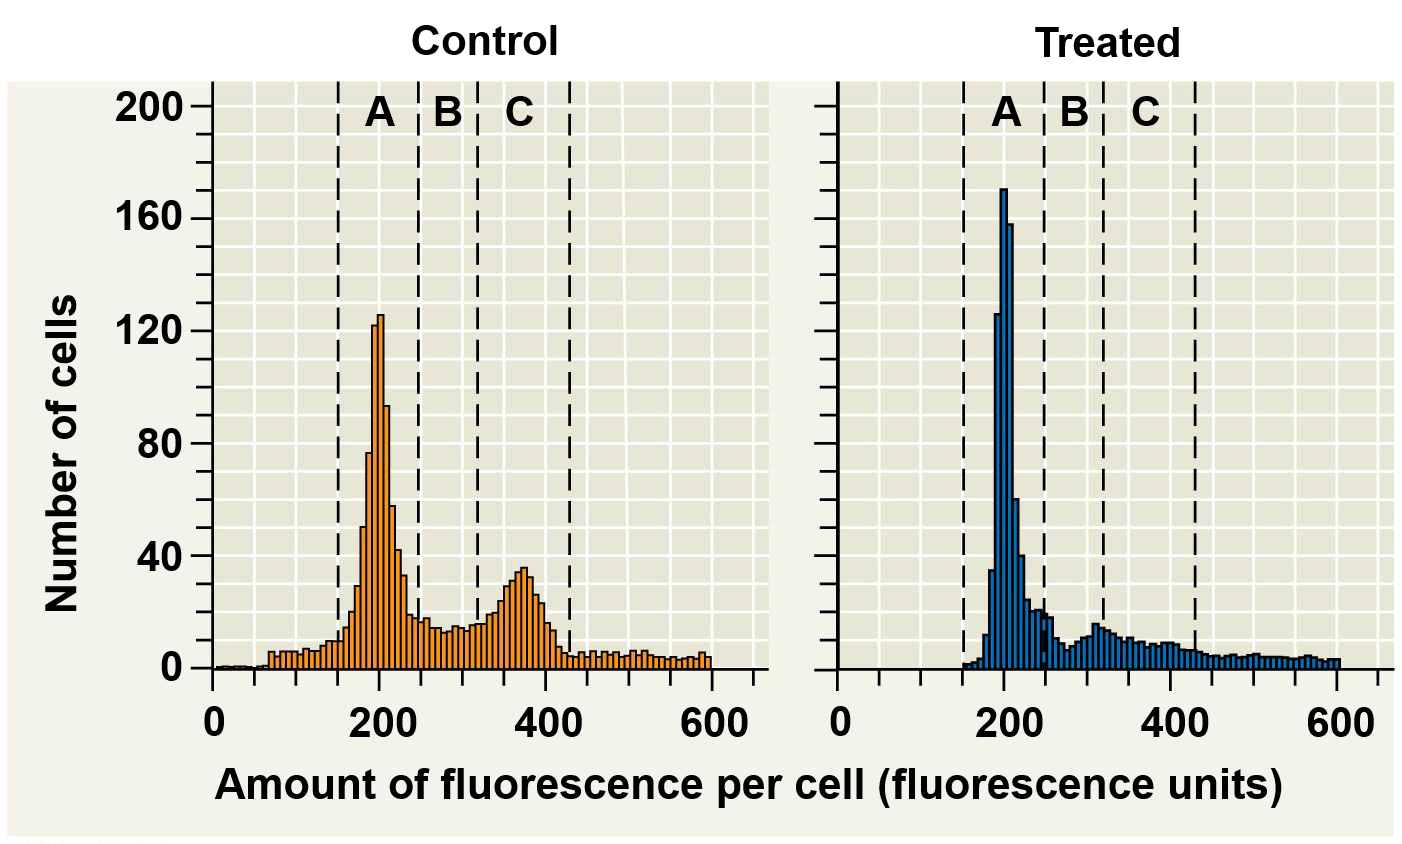 Control
Treated
A B C
A B C
200
160
120
80
40
0
Number of cells
0 200 400 600
0 200 400 600
Amount of fluorescence per cell (fluorescence units)